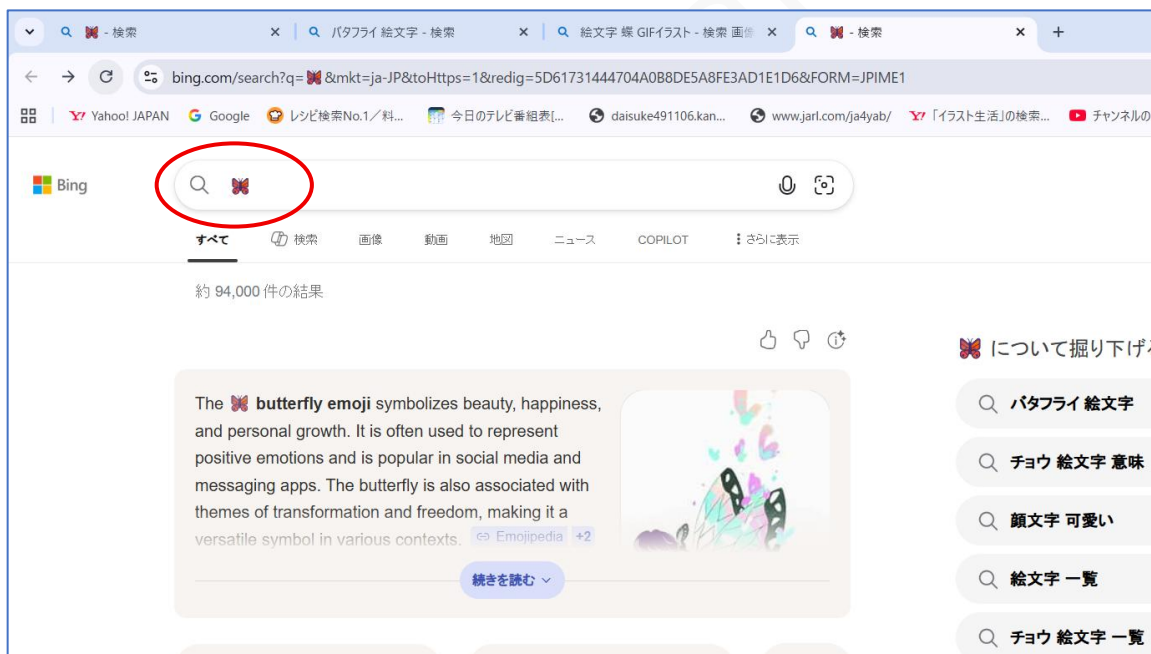 🦋 - 検索
バタフライ 絵文字 - 検索
絵文字 蝶 GIFイラスト - 検索 画像
🦋 - 検索
bing.com/search?q=🦋&mkt=ja-JP&toHttps=1&redig=5D61731444704A0B8DE5A8FE3AD1E1D6&FORM=JPIME1
Yahoo! JAPAN
Google
レシピ検索No.1／料...
今日のテレビ番組表[...
daisuke491106.kan...
www.jarl.com/ja4yab/
「イラスト生活」の検索...
チャンネルの
Bing
🦋
すべて
検索
画像
動画
地図
ニュース
COPILOT
さらに表示
約 94,000 件の結果
The 🦋 butterfly emoji symbolizes beauty, happiness,
and personal growth. It is often used to represent
positive emotions and is popular in social media and
messaging apps. The butterfly is also associated with
themes of transformation and freedom, making it a
versatile symbol in various contexts. Emojipedia +2
続きを読む
🦋 について掘り下げる
バタフライ 絵文字
チョウ 絵文字 意味
顔文字 可愛い
絵文字 一覧
チョウ 絵文字 一覧